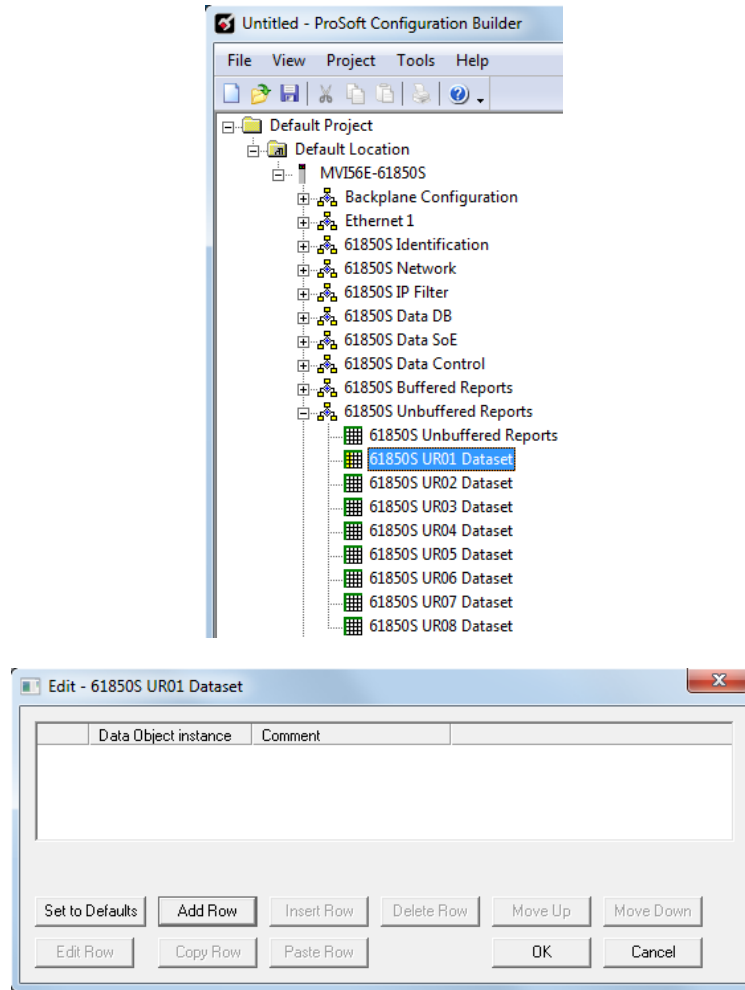 Untitled - ProSoft Configuration Builder
File View Project Tools Help
Default Project
Default Location
MVI56E-61850S
Backplane Configuration
Ethernet 1
61850S Identification
61850S Network
61850S IP Filter
61850S Data DB
61850S Data SoE
61850S Data Control
61850S Buffered Reports
61850S Unbuffered Reports
61850S Unbuffered Reports
61850S UR01 Dataset
61850S UR02 Dataset
61850S UR03 Dataset
61850S UR04 Dataset
61850S UR05 Dataset
61850S UR06 Dataset
61850S UR07 Dataset
61850S UR08 Dataset
Edit - 61850S UR01 Dataset
Data Object instance Comment
Set to Defaults Add Row Insert Row Delete Row Move Up Move Down
Edit Row Copy Row Paste Row OK Cancel